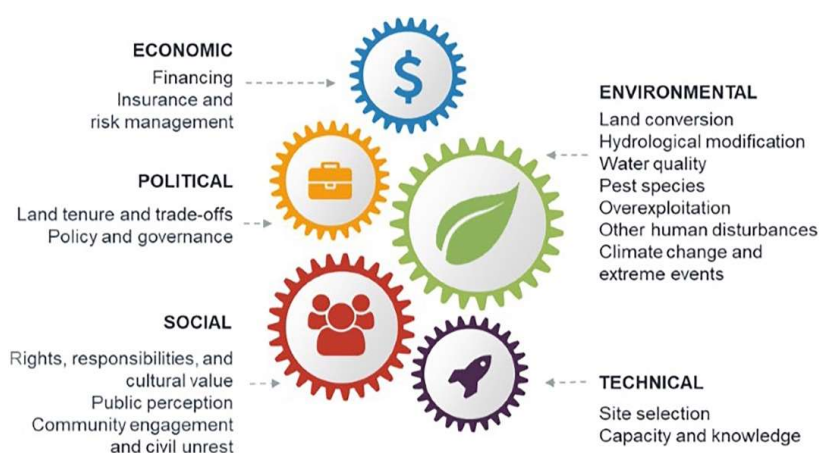 ECONOMIC
Financing
Insurance and
risk management
$
POLITICAL
Land tenure and trade-offs
Policy and governance
SOCIAL
Rights, responsibilities, and
cultural value
Public perception
Community engagement
and civil unrest
ENVIRONMENTAL
Land conversion
Hydrological modification
Water quality
Pest species
Overexploitation
Other human disturbances
Climate change and
extreme events
TECHNICAL
Site selection
Capacity and knowledge